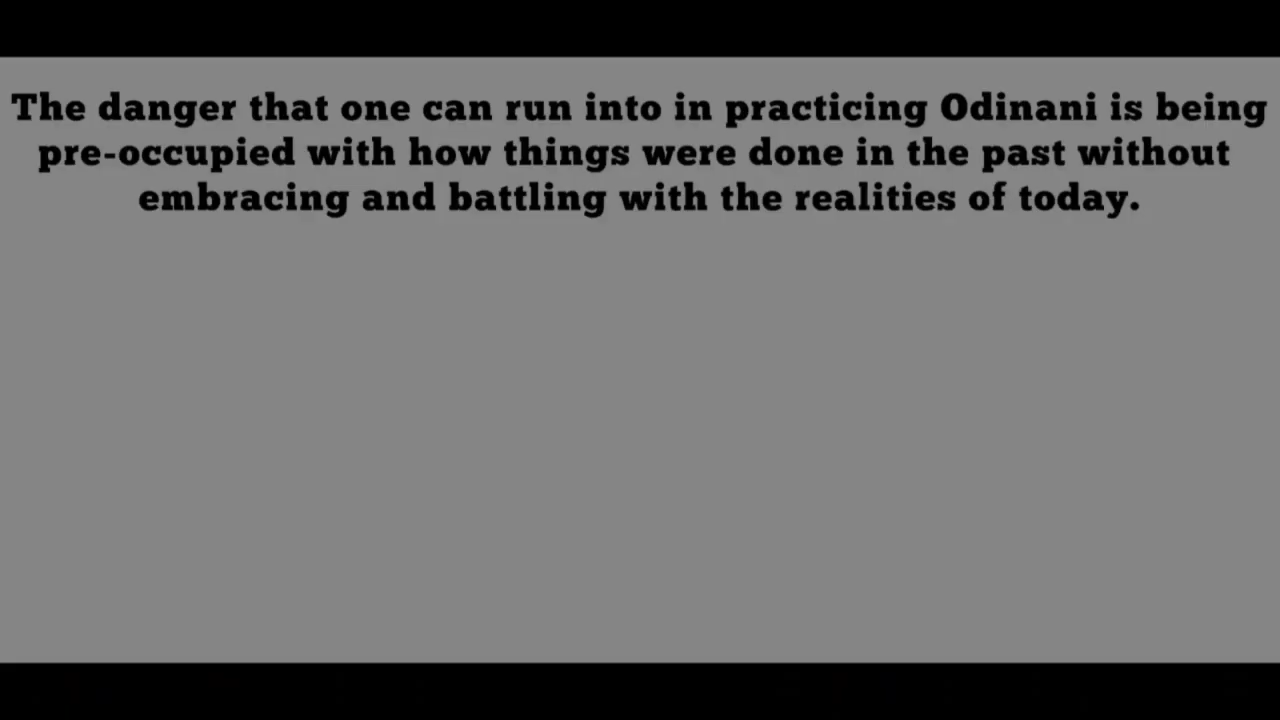 The danger that one can run into in practicing Odinani is being
pre-occupied with how things were done in the past without
embracing and battling with the realities of today.